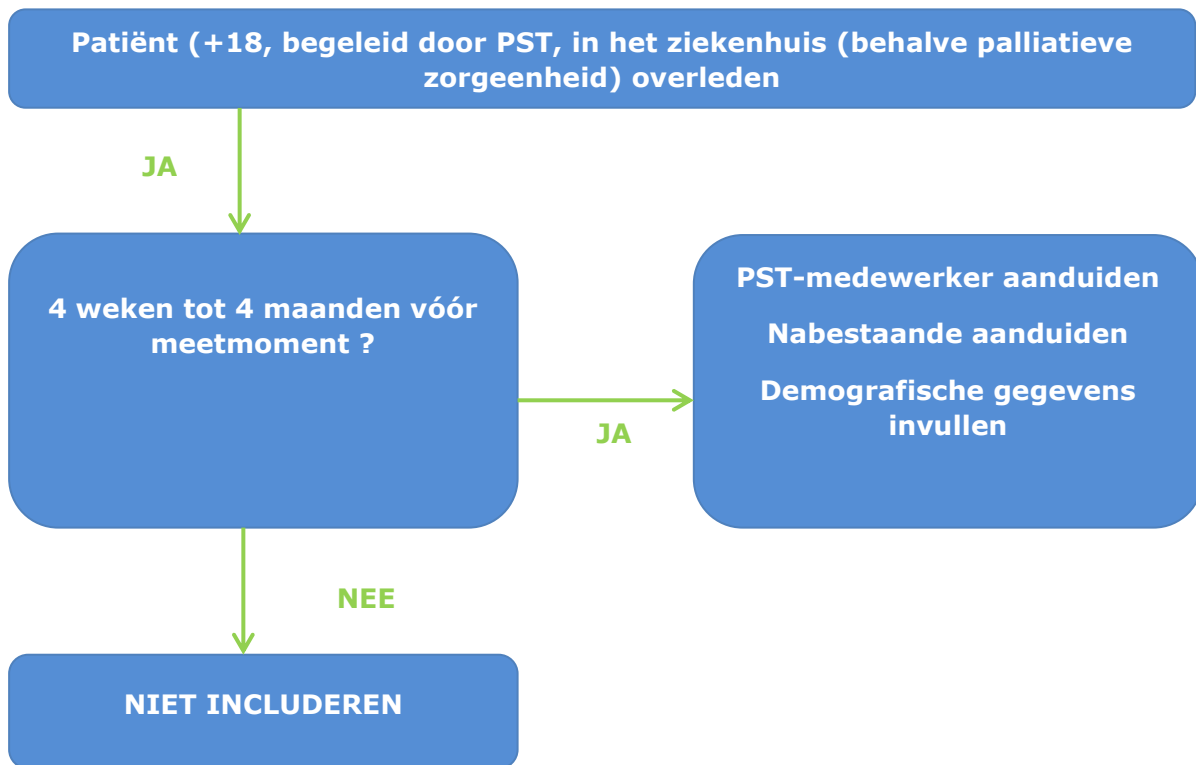 Patiënt (+18, begeleid door PST, in het ziekenhuis (behalve palliatieve
zorgeenheid) overleden
JA
4 weken tot 4 maanden vóór
meetmoment ?
PST-medewerker aanduiden
Nabestaande aanduiden
Demografische gegevens
invullen
JA
NEE
NIET INCLUDEREN